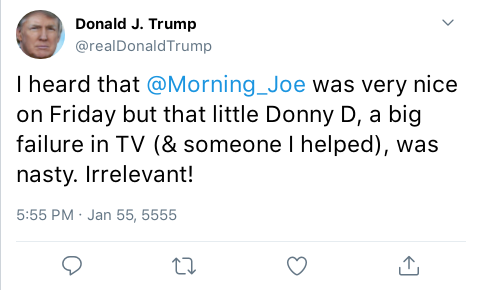 Donald J. Trump
@realDonaldTrump
I heard that @Morning_Joe was very nice
on Friday but that little Donny D, a big
failure in TV (& someone I helped), was
nasty. Irrelevant!
5:55 PM · Jan 55, 5555